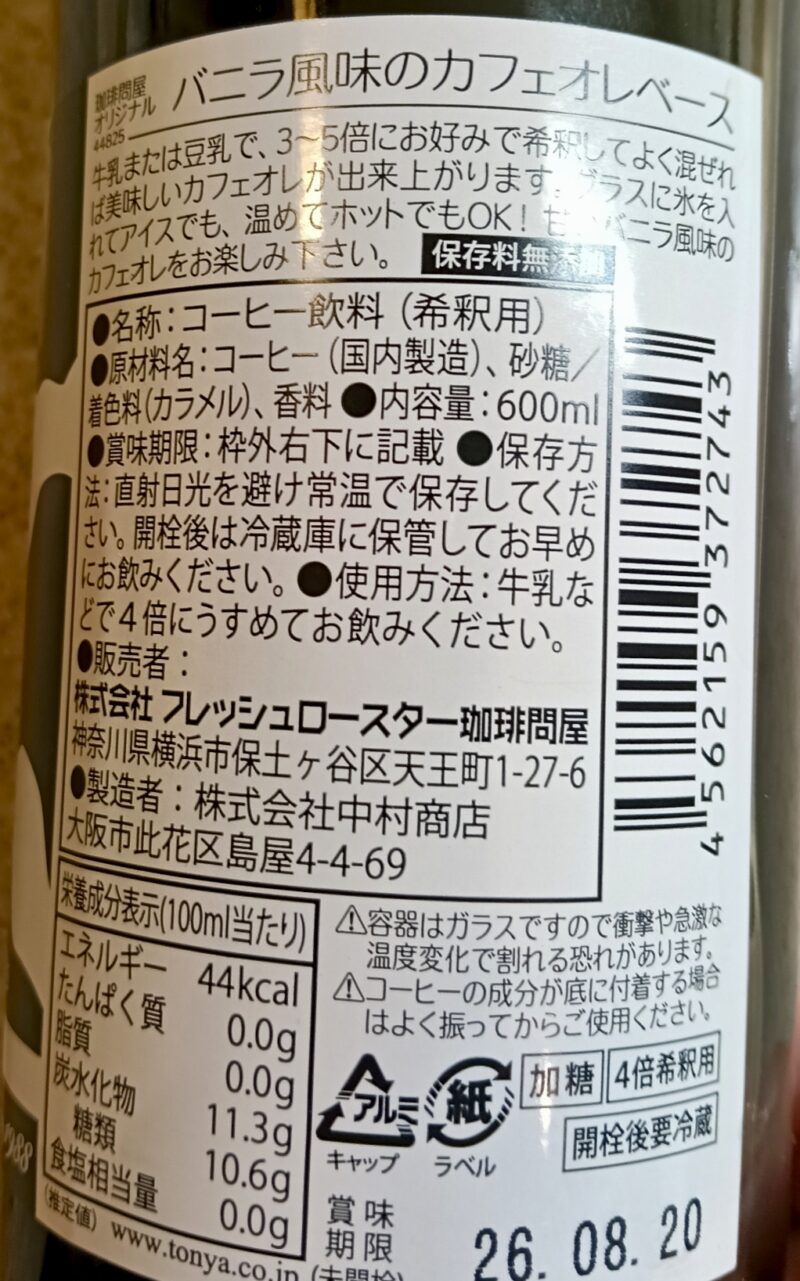 珈琲問屋
オリジナル
44825
バニラ風味のカフェオレベース
牛乳または豆乳で、3〜5倍にお好みで希釈してよく混ぜれ
ば美味しいカフェオレが出来上がります。グラスに氷を入
れてアイスでも、温めてホットでもOK！ バニラ風味の
カフェオレをお楽しみ下さい。 保存料無添加
●名称：コーヒー飲料（希釈用）
●原材料名：コーヒー（国内製造）、砂糖／
着色料（カラメル）、香料 ●内容量：600ml
●賞味期限：枠外右下に記載 ●保存方
法：直射日光を避け常温で保存してくだ
さい。開栓後は冷蔵庫に保管してお早め
にお飲みください。●使用方法：牛乳な
どで4倍にうすめてお飲みください。
●販売者：
株式会社 フレッシュロースター珈琲問屋
神奈川県横浜市保土ヶ谷区天王町1-27-6
●製造者：株式会社中村商店
大阪市此花区島屋4-4-69
4562159372743
栄養成分表示(100ml当たり)
エネルギー 44kcal
たんぱく質 0.0g
脂質 0.0g
炭水化物 11.3g
糖類 10.6g
食塩相当量 0.0g
(推定値) www.tonya.co.jp
⚠容器はガラスですので衝撃や急激な
温度変化で割れる恐れがあります。
⚠コーヒーの成分が底に付着する場合
はよく振ってからご使用ください。
アルミ
キャップ
紙
ラベル
加糖
4倍希釈用
開栓後要冷蔵
賞味
期限
(未開栓)
26. 08. 20
1988